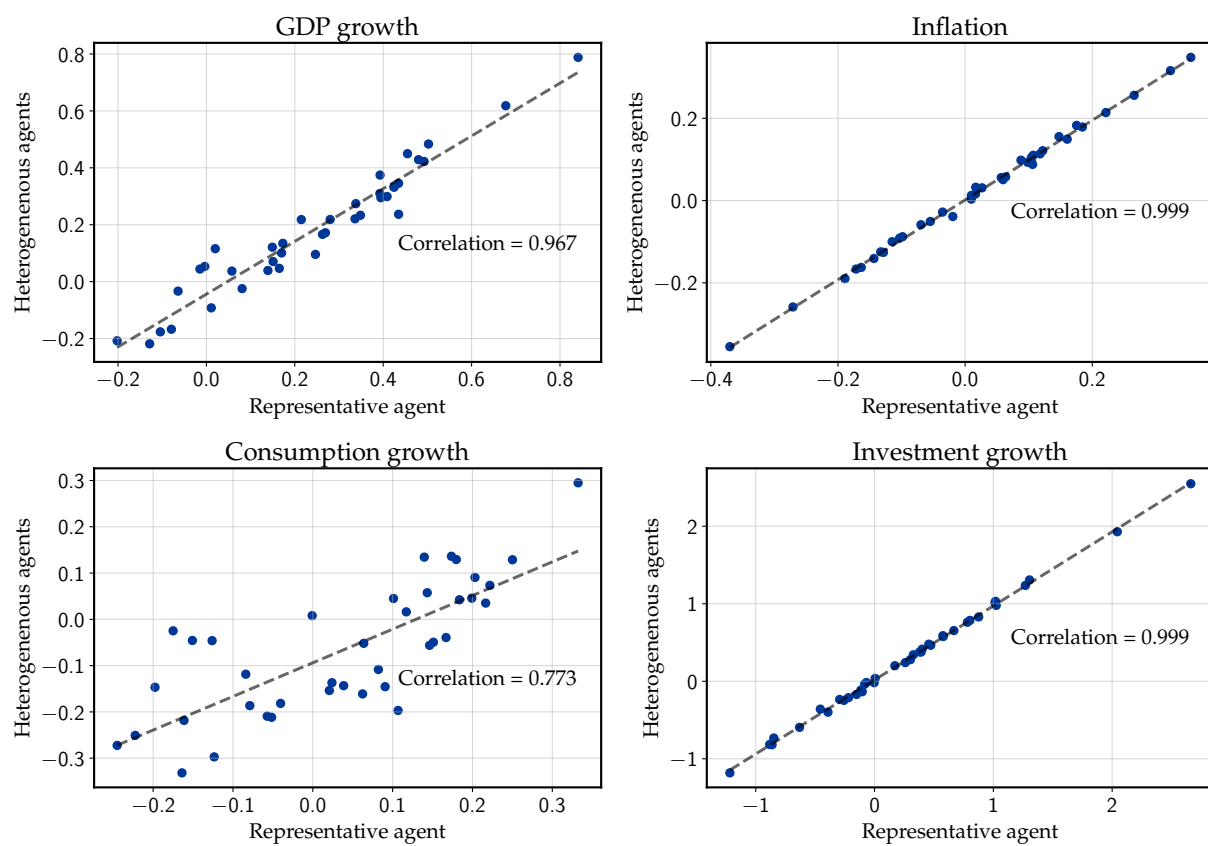 GDP growth
Heterogenenous agents
0.8
0.6
0.4
0.2
0.0
−0.2
Correlation = 0.967
−0.2 0.0 0.2 0.4 0.6 0.8
Representative agent
Inflation
Heterogenenous agents
0.2
0.0
−0.2
Correlation = 0.999
−0.4 −0.2 0.0 0.2
Representative agent
Consumption growth
Heterogenenous agents
0.3
0.2
0.1
0.0
−0.1
−0.2
−0.3
Correlation = 0.773
−0.2 −0.1 0.0 0.1 0.2 0.3
Representative agent
Investment growth
Heterogenenous agents
2
1
0
−1
Correlation = 0.999
−1 0 1 2
Representative agent